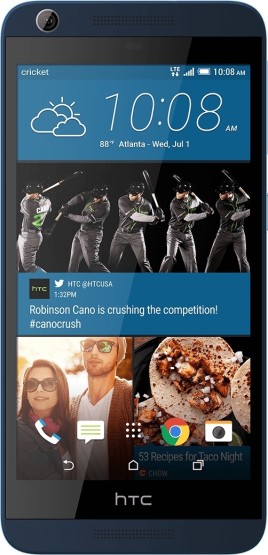 cricket LTE 10:08 AM
10:08 AM
88° Atlanta - Wed, Jul 1
2
hTC HTC @HTCUSA
1:32PM
Robinson Cano is crushing the competition!
#canocrush
53 Recipes for Taco Night
CHOW
hTC